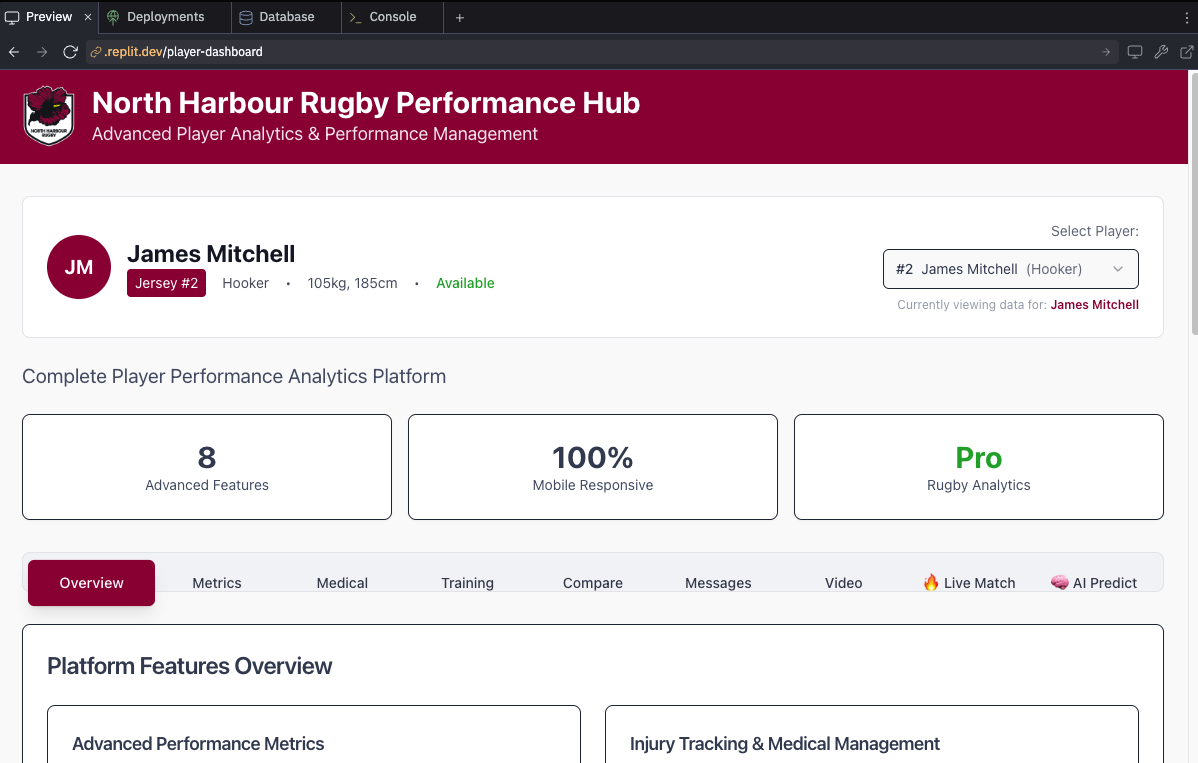 Preview
Deployments
Database
Console
.replit.dev/player-dashboard
NORTH HARBOUR
RUGBY
North Harbour Rugby Performance Hub
Advanced Player Analytics & Performance Management
Select Player:
JM
James Mitchell
Jersey #2 Hooker • 105kg, 185cm • Available
#2 James Mitchell (Hooker)
Currently viewing data for: James Mitchell
Complete Player Performance Analytics Platform
8
Advanced Features
100%
Mobile Responsive
Pro
Rugby Analytics
Overview Metrics Medical Training Compare Messages Video 🔥 Live Match 🧠 AI Predict
Platform Features Overview
Advanced Performance Metrics
Injury Tracking & Medical Management